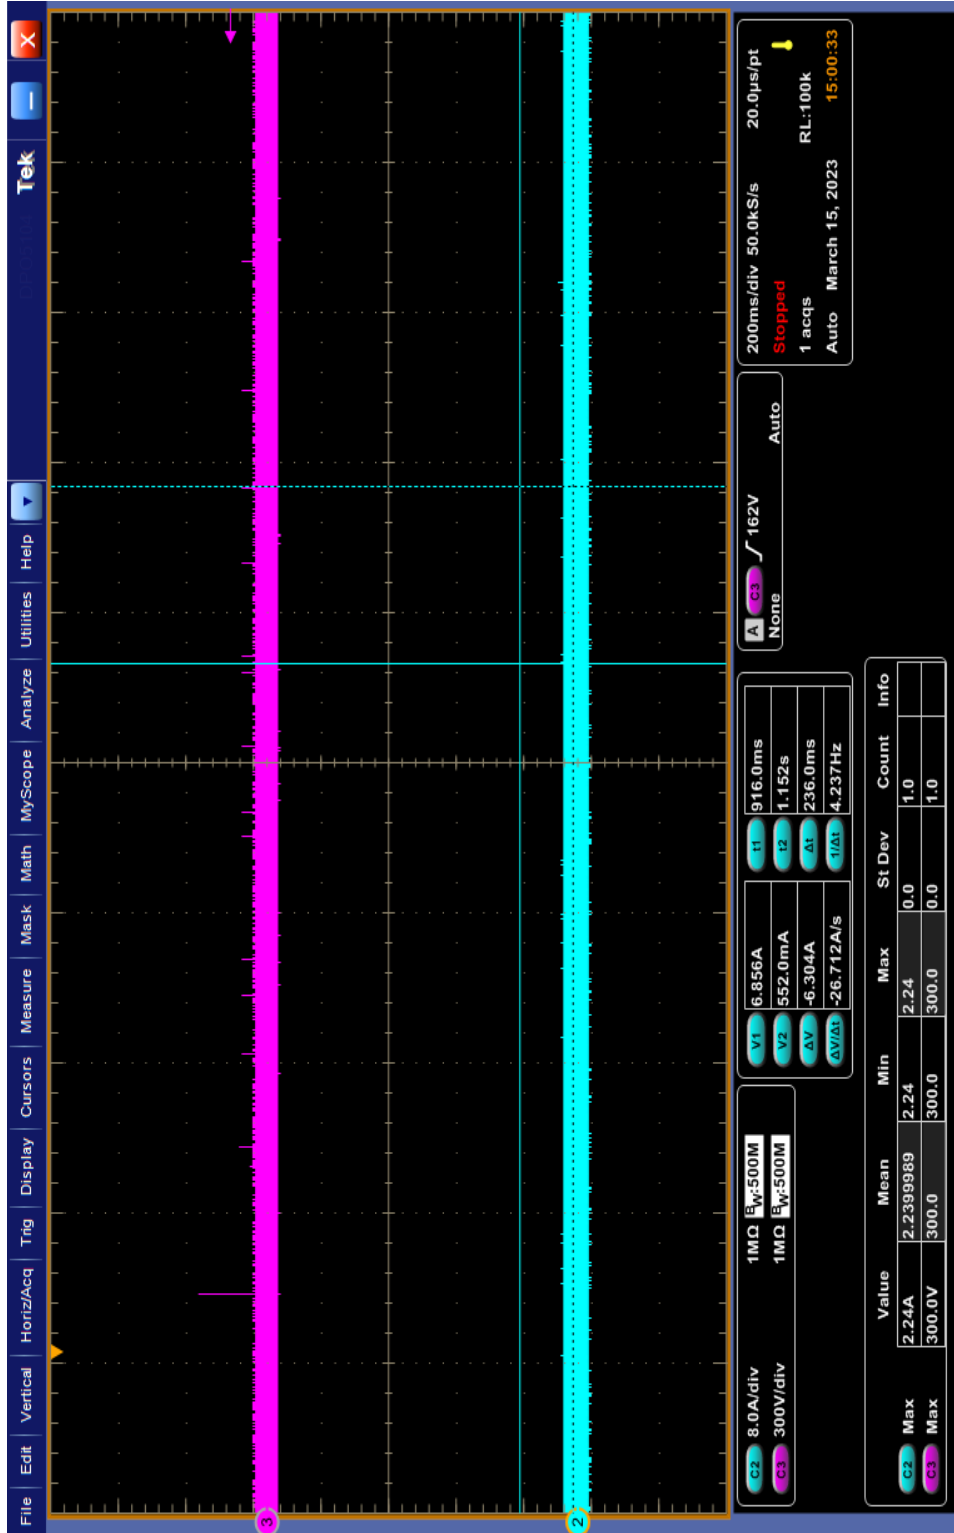 File Edit Vertical Horiz/Acq Trig Display Cursors Measure Mask Math MyScope Analyze Utilities Help Tek X
3
2
C2 8.0A/div 1MΩ BW:500M
C3 300V/div 1MΩ BW:500M
V1 6.856A t1 916.0ms
V2 552.0mA t2 1.152s
ΔV -6.304A Δt 236.0ms
ΔV/Δt -26.712A/s 1/Δt 4.237Hz
A C3 162V
None Auto
200ms/div 50.0kS/s 20.0µs/pt
Stopped
1 acqs RL:100k
Auto March 15, 2023 15:00:33
Value Mean Min Max St Dev Count Info
C2 Max 2.24A 2.2399989 2.24 2.24 0.0 1.0
C3 Max 300.0V 300.0 300.0 300.0 0.0 1.0